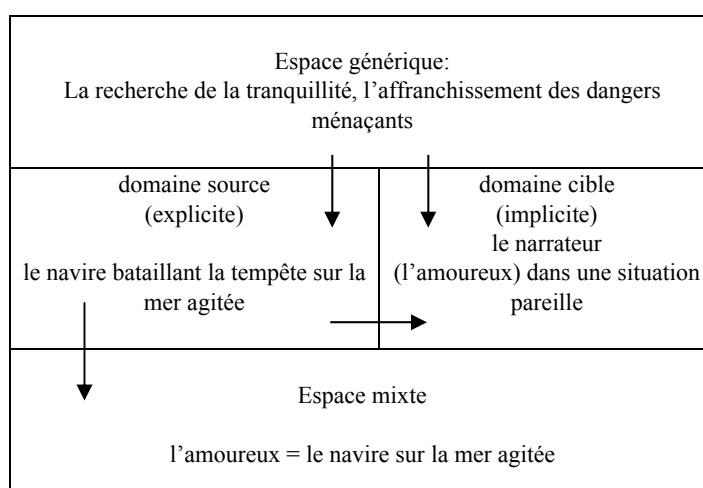 Espace générique:
La recherche de la tranquillité, l’affranchissement des dangers
ménaçants
domaine source
(explicite)
le navire bataillant la tempête sur la
mer agitée
domaine cible
(implicite)
le narrateur
(l’amoureux) dans une situation
pareille
Espace mixte
l’amoureux = le navire sur la mer agitée